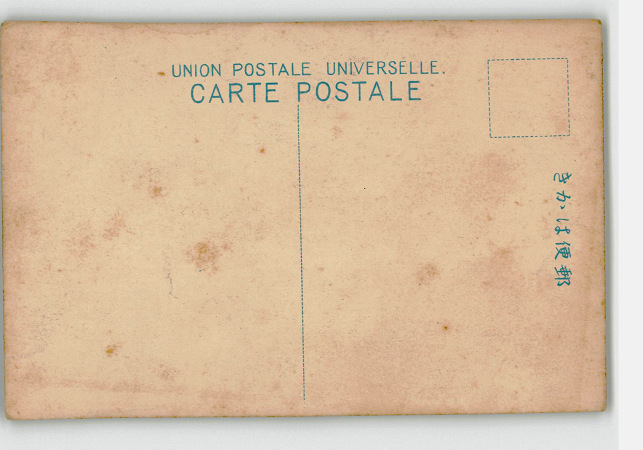 UNION POSTALE UNIVERSELLE.
CARTE POSTALE
郵便はかき